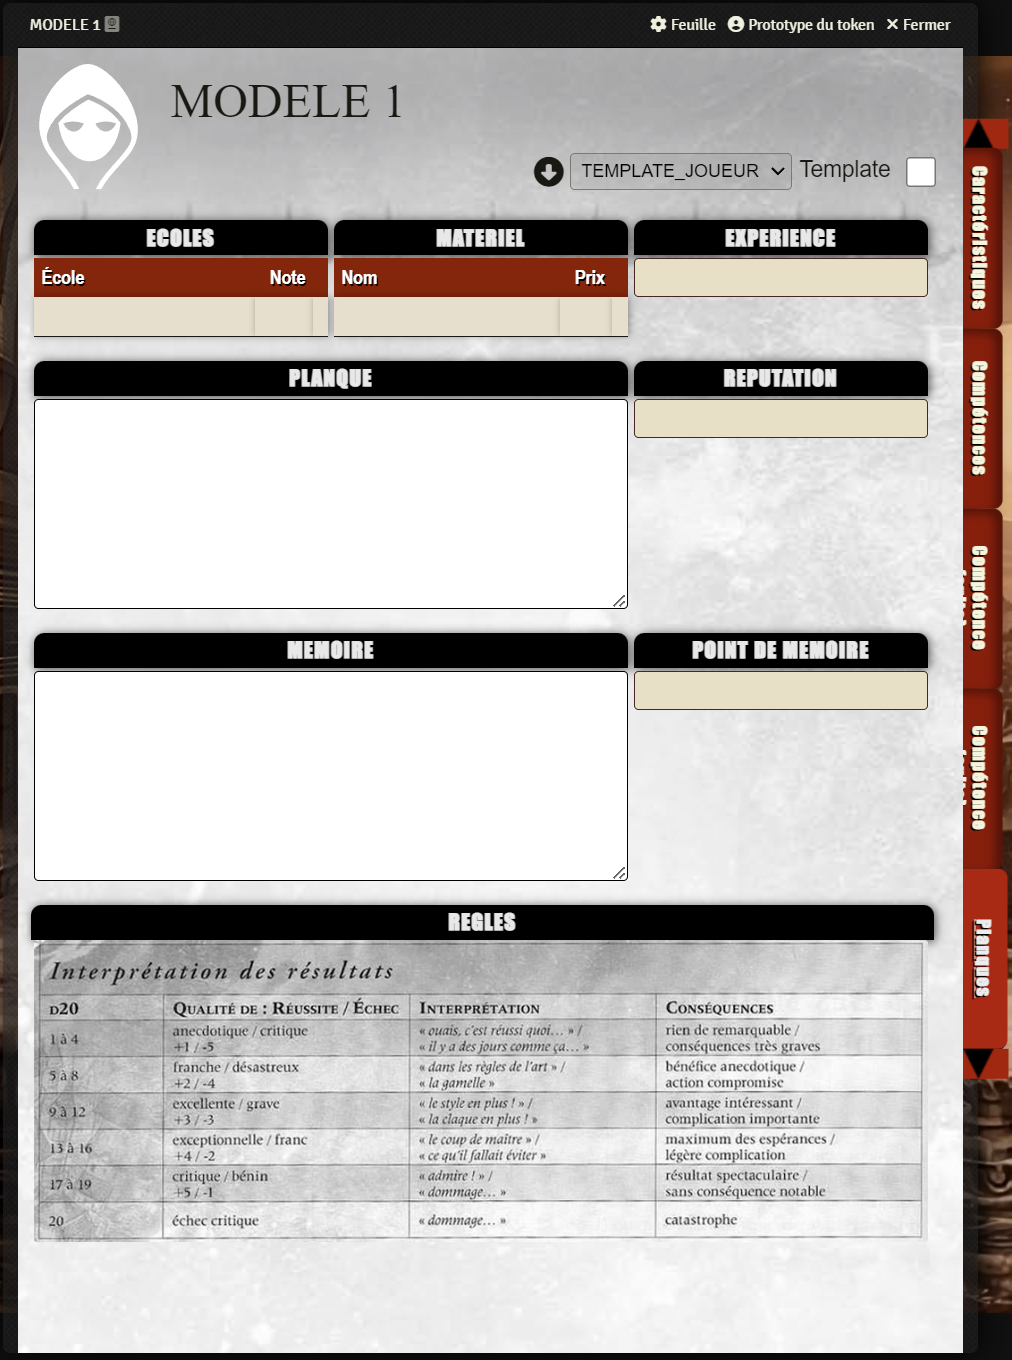 MODELE 1
Feuille
Prototype du token
Fermer
MODELE 1
TEMPLATE_JOUEUR
Template
ECOLES
MATERIEL
EXPERIENCE
École Note
Nom Prix
PLANQUE
REPUTATION
MEMOIRE
POINT DE MEMOIRE
REGLES
Interprétation des résultats
D20 QUALITÉ DE : RÉUSSITE / ÉCHEC INTERPRÉTATION CONSÉQUENCES
1 à 4
anecdotique / critique
+1 / -5
« ouais, c'est réussi quoi… » /
« il y a des jours comme ça… »
rien de remarquable /
conséquences très graves
5 à 8
franche / désastreux
+2 / -4
« dans les règles de l'art » /
« la gamelle »
bénéfice anecdotique /
action compromise
9 à 12
excellente / grave
+3 / -3
« le style en plus ! » /
« la claque en plus ! »
avantage intéressant /
complication importante
13 à 16
exceptionnelle / franc
+4 / -2
« le coup de maître » /
« ce qu'il fallait éviter »
maximum des espérances /
légère complication
17 à 19
critique / bénin
+5 / -1
« admire ! » /
« dommage… »
résultat spectaculaire /
sans conséquence notable
20
échec critique
« dommage… »
catastrophe
Caractéristiques
Compétences
Compétence
Compétence
Planques